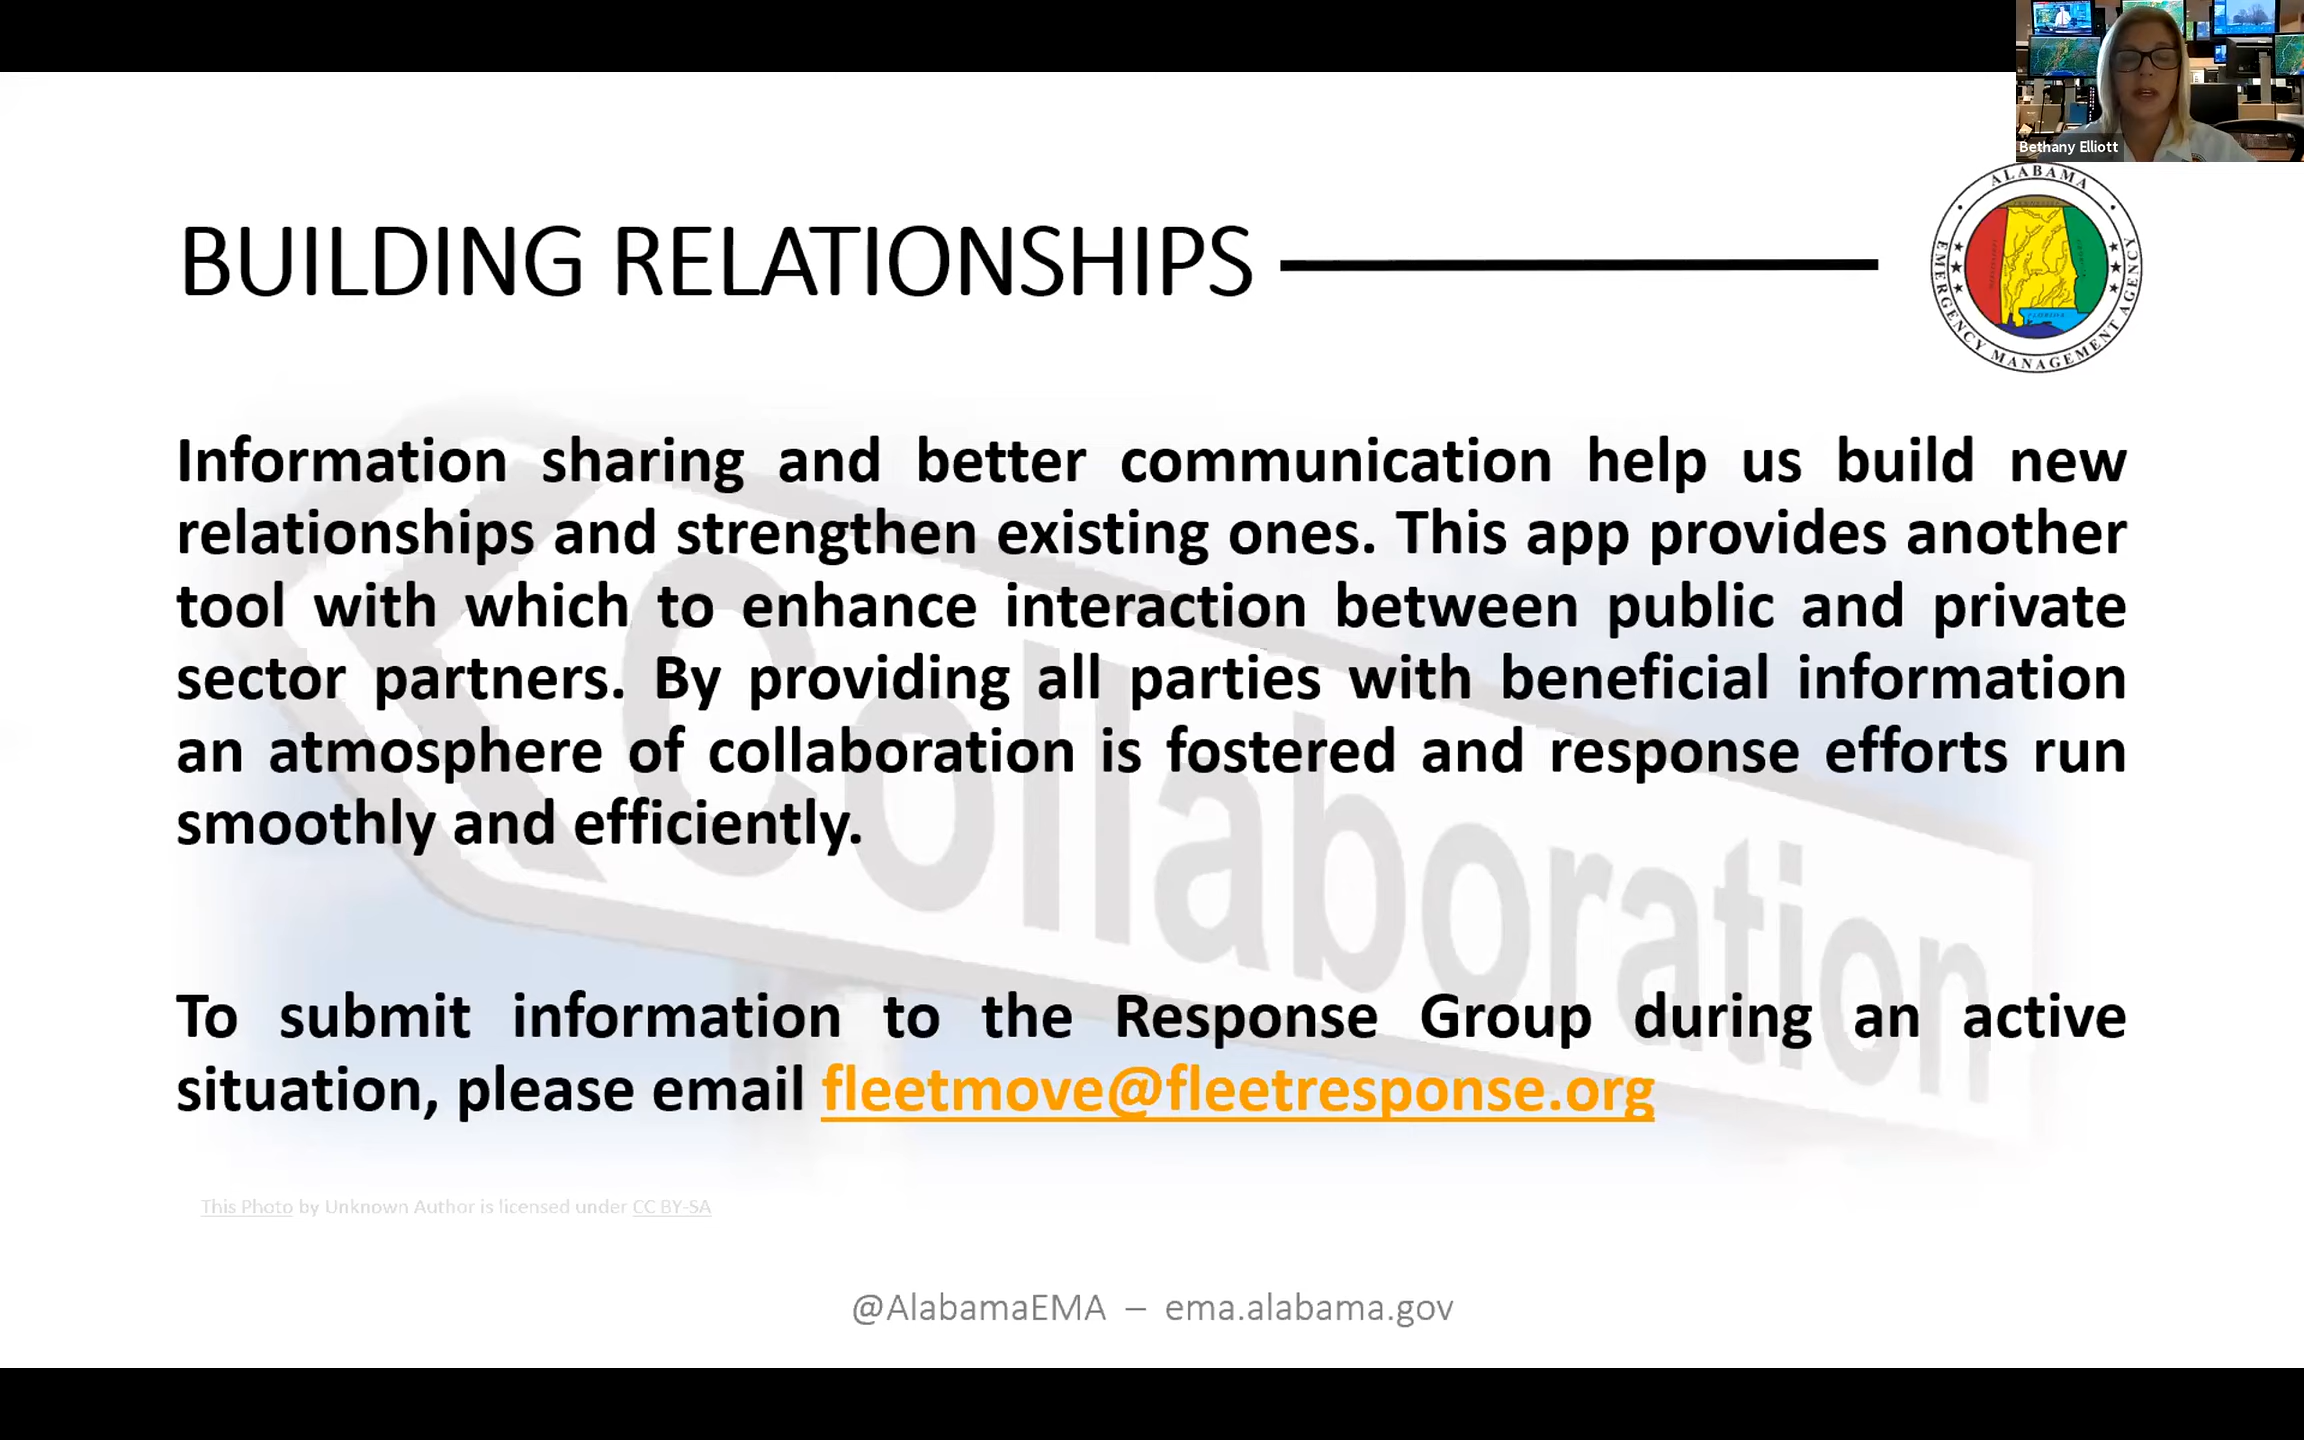 Bethany Elliott
BUILDING RELATIONSHIPS
ALABAMA
EMERGENCY MANAGEMENT AGENCY
FLORIDA
Information sharing and better communication help us build new
relationships and strengthen existing ones. This app provides another
tool with which to enhance interaction between public and private
sector partners. By providing all parties with beneficial information
an atmosphere of collaboration is fostered and response efforts run
smoothly and efficiently.
Collaboration
To submit information to the Response Group during an active
situation, please email fleetmove@fleetresponse.org
This Photo by Unknown Author is licensed under CC BY-SA
@AlabamaEMA – ema.alabama.gov